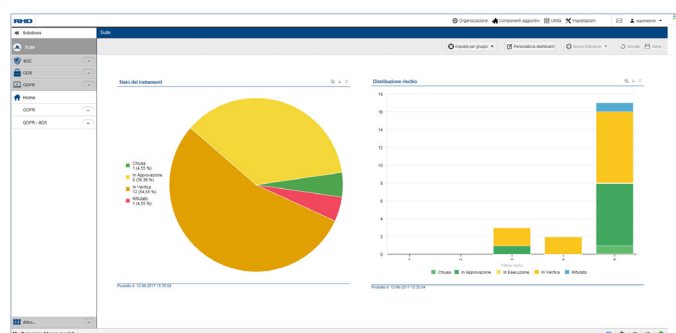 RHD
Organizzazione
Componenti aggiuntivi
Utilità
Impostazioni
superadmin
Solutions
Suite
Suite
Imposta per gruppo
Personalizza dashboard
Annulla
Salva
SGC
GOW
GDPR
Home
GDPR
GDPR - ADS
Stato dei trattamenti
Chiusa
1 (4,55 %)
In Approvazione
8 (36,36 %)
In Verifica
12 (54,55 %)
Rifiutato
1 (4,55 %)
Prodotto il: 12-06-2017 15:35:04
Distribuzione rischio
18
16
14
12
10
8
6
4
2
0
Chiusa
In Approvazione
In Esecuzione
In Verifica
Rifiutato
Prodotto il: 12-06-2017 15:35:04
Altro...